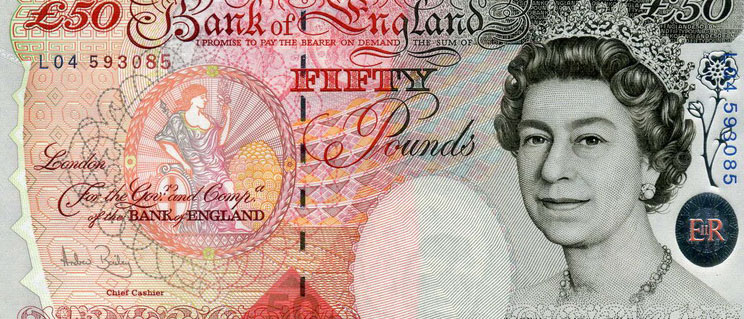 £50 Bank of England £50
I PROMISE TO PAY THE BEARER ON DEMAND THE SUM OF
L04 593085
FIFTY
Pounds
London
For the Gov.r and Comp.a
of the BANK of ENGLAND
Andrew Bailey
Chief Cashier
L04 593085
EIIR